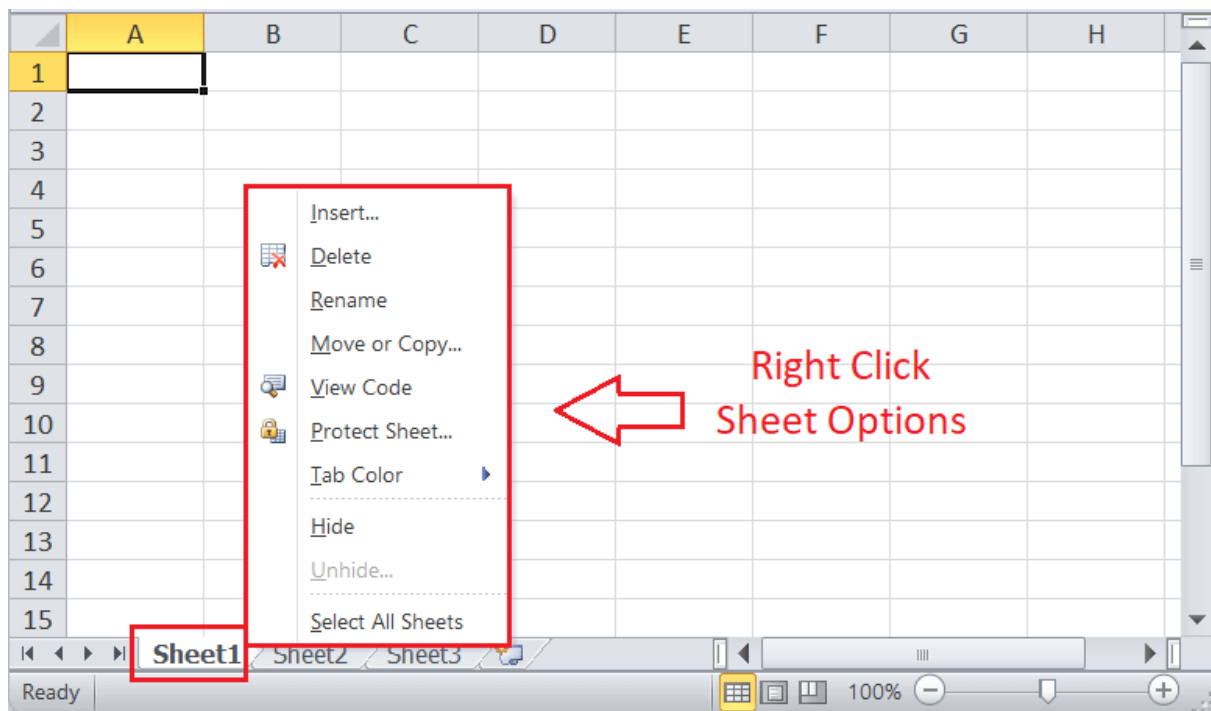 A B C D E F G H
1
2
3
4
5
6
7
8
9
10
11
12
13
14
15
Insert...
Delete
Rename
Move or Copy...
View Code
Protect Sheet...
Tab Color
Hide
Unhide...
Select All Sheets
Right Click
Sheet Options
Sheet1 Sheet2 Sheet3
Ready 100%